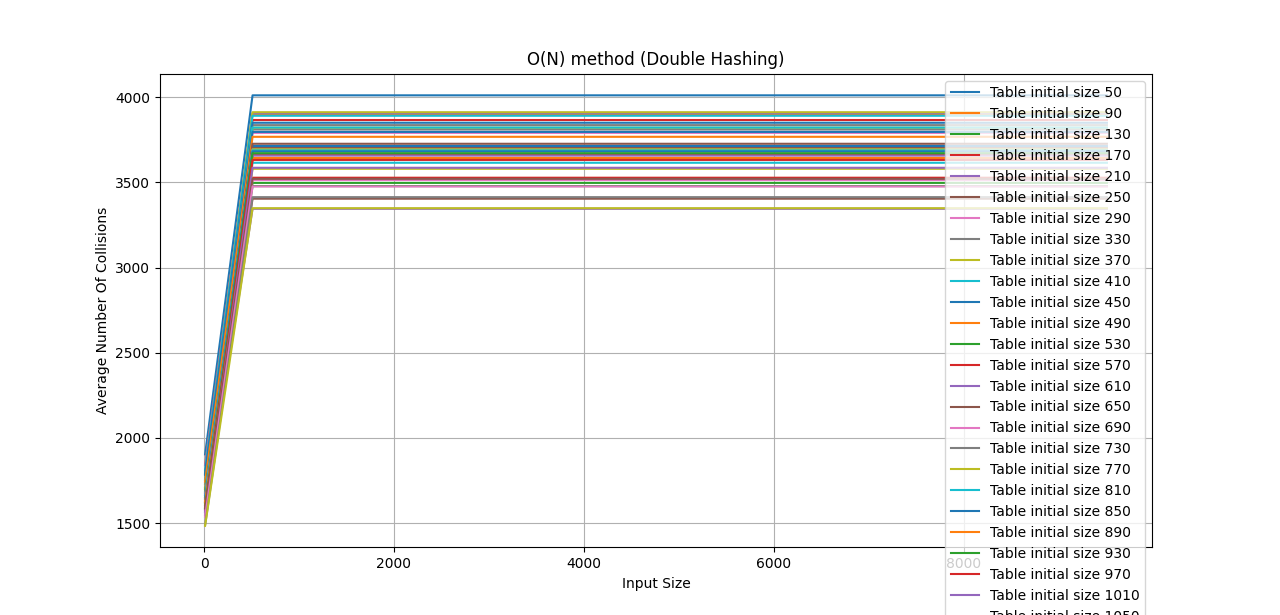 O(N) method (Double Hashing)
Average Number Of Collisions
4000
3500
3000
2500
2000
1500
0
2000
4000
6000
8000
Input Size
Table initial size 50
Table initial size 90
Table initial size 130
Table initial size 170
Table initial size 210
Table initial size 250
Table initial size 290
Table initial size 330
Table initial size 370
Table initial size 410
Table initial size 450
Table initial size 490
Table initial size 530
Table initial size 570
Table initial size 610
Table initial size 650
Table initial size 690
Table initial size 730
Table initial size 770
Table initial size 810
Table initial size 850
Table initial size 890
Table initial size 930
Table initial size 970
Table initial size 1010